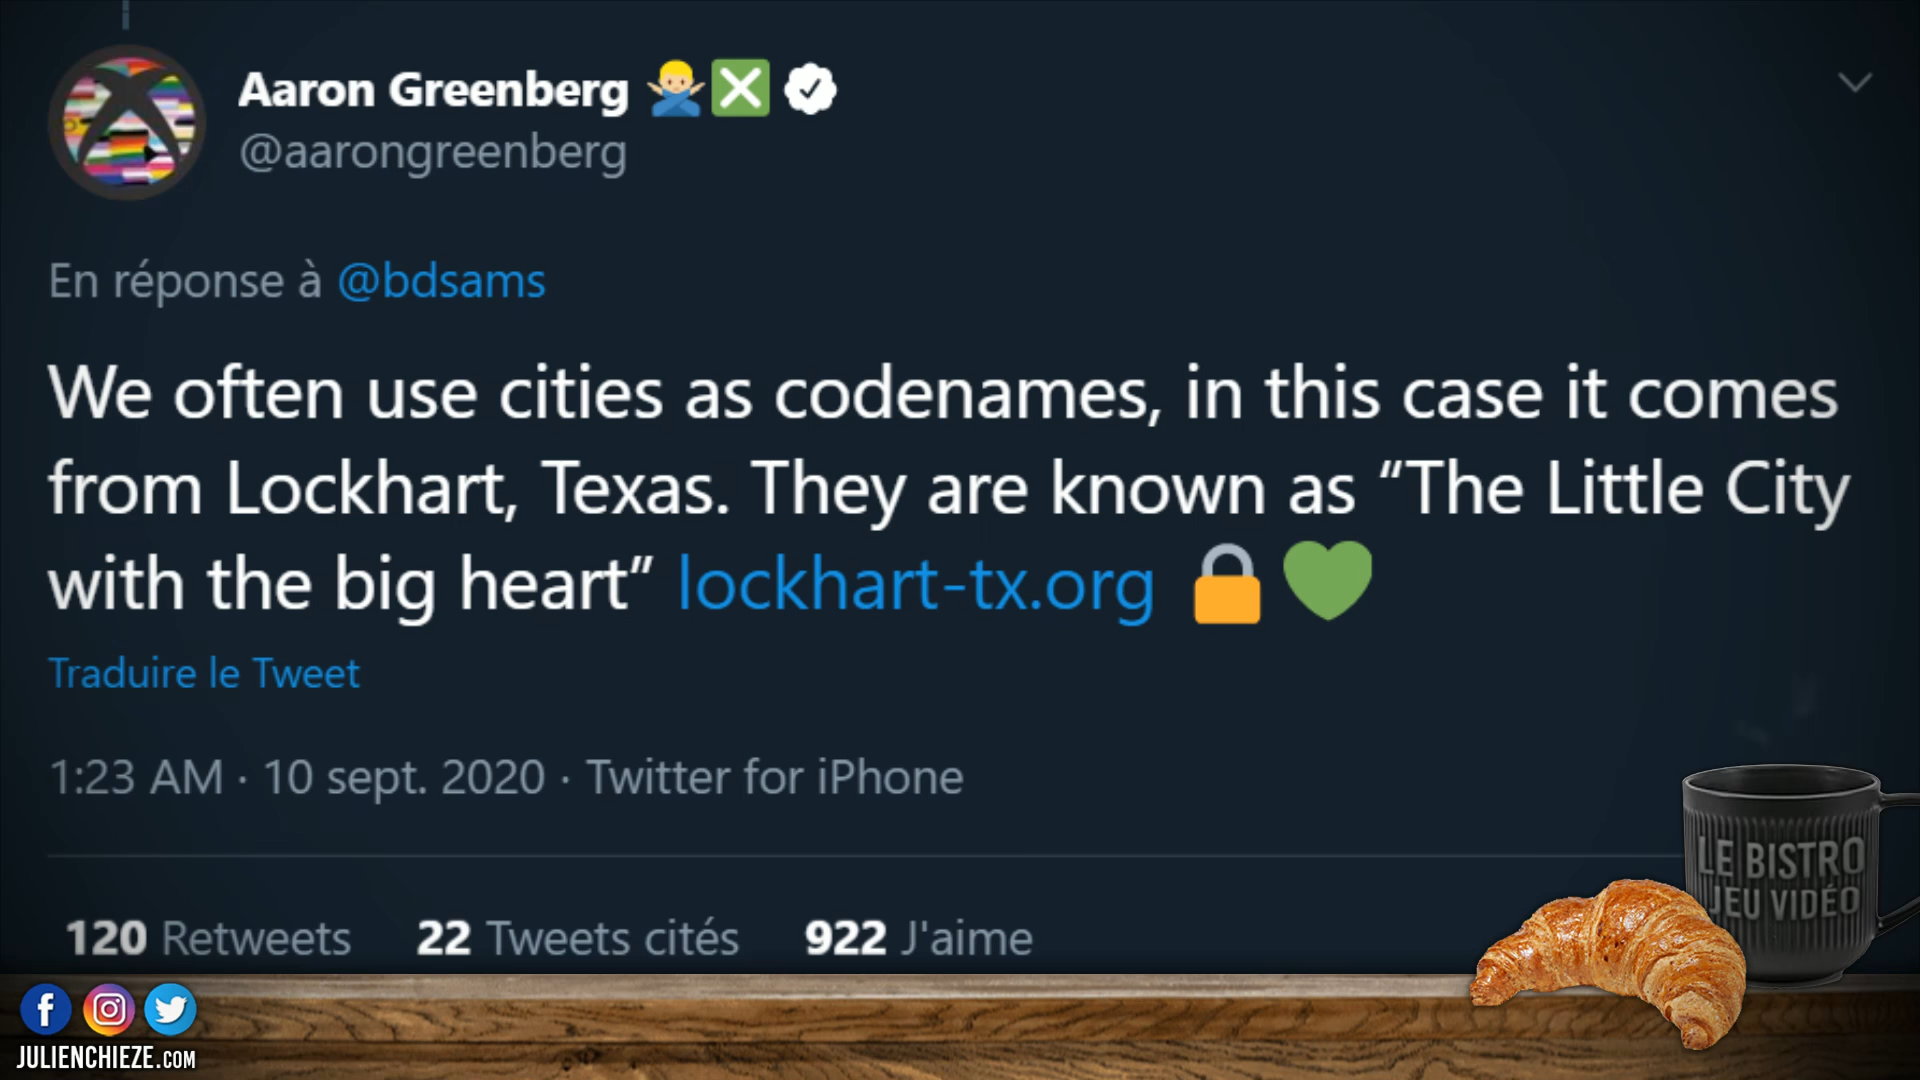 Aaron Greenberg 🙅🏼‍♂️❎
@aarongreenberg
En réponse à @bdsams
We often use cities as codenames, in this case it comes
from Lockhart, Texas. They are known as “The Little City
with the big heart” lockhart-tx.org 🔒💚
Traduire le Tweet
1:23 AM · 10 sept. 2020 · Twitter for iPhone
120 Retweets 22 Tweets cités 922 J'aime
LE BISTRO
JEU VIDÉO
JULIENCHIEZE.COM